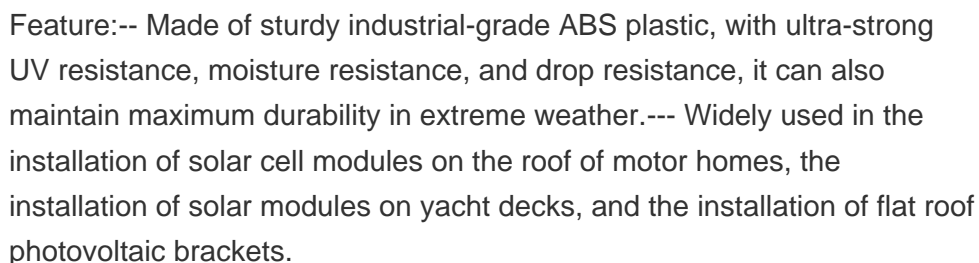 Feature:-- Made of sturdy industrial-grade ABS plastic, with ultra-strong
UV resistance, moisture resistance, and drop resistance, it can also
maintain maximum durability in extreme weather.--- Widely used in the
installation of solar cell modules on the roof of motor homes, the
installation of solar modules on yacht decks, and the installation of flat roof
photovoltaic brackets.